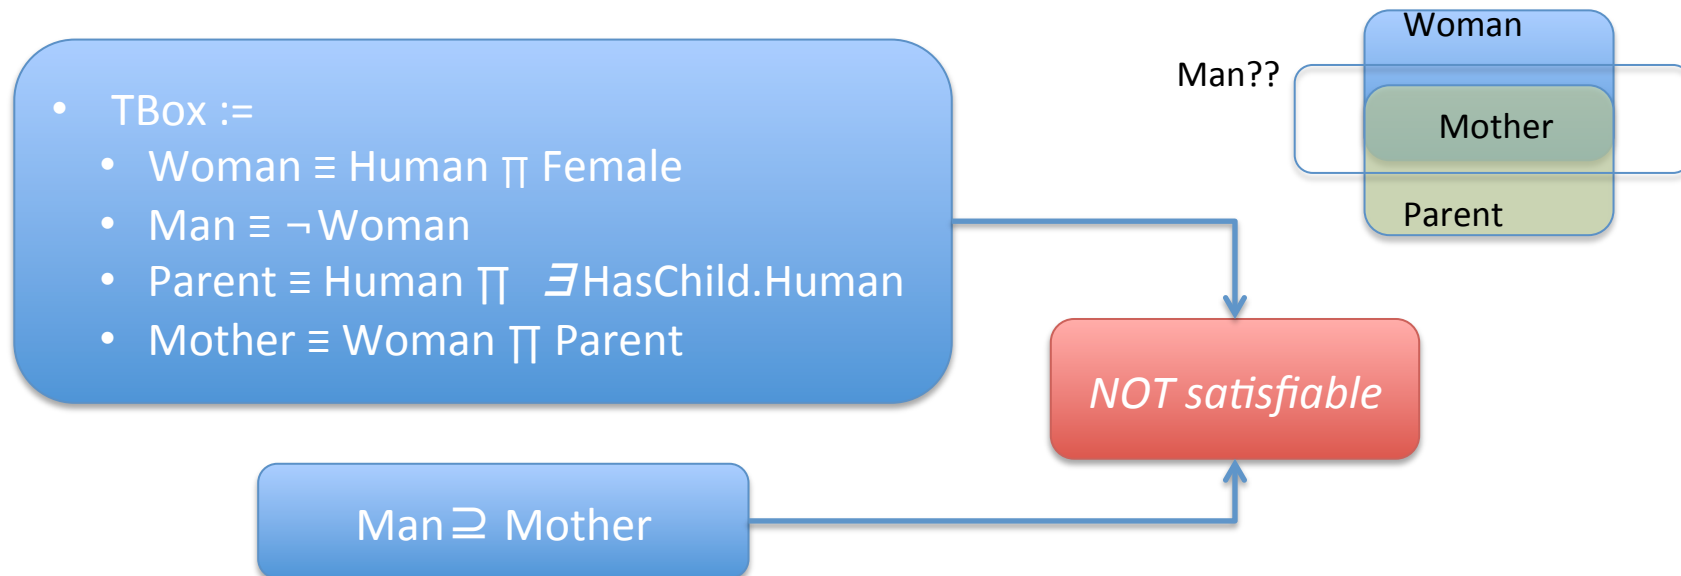 • TBox :=
• Woman ≡ Human ∏ Female
• Man ≡ ¬ Woman
• Parent ≡ Human ∏ ∃ HasChild.Human
• Mother ≡ Woman ∏ Parent
Man ⊇ Mother
NOT satisfiable
Woman
Man??
Mother
Parent